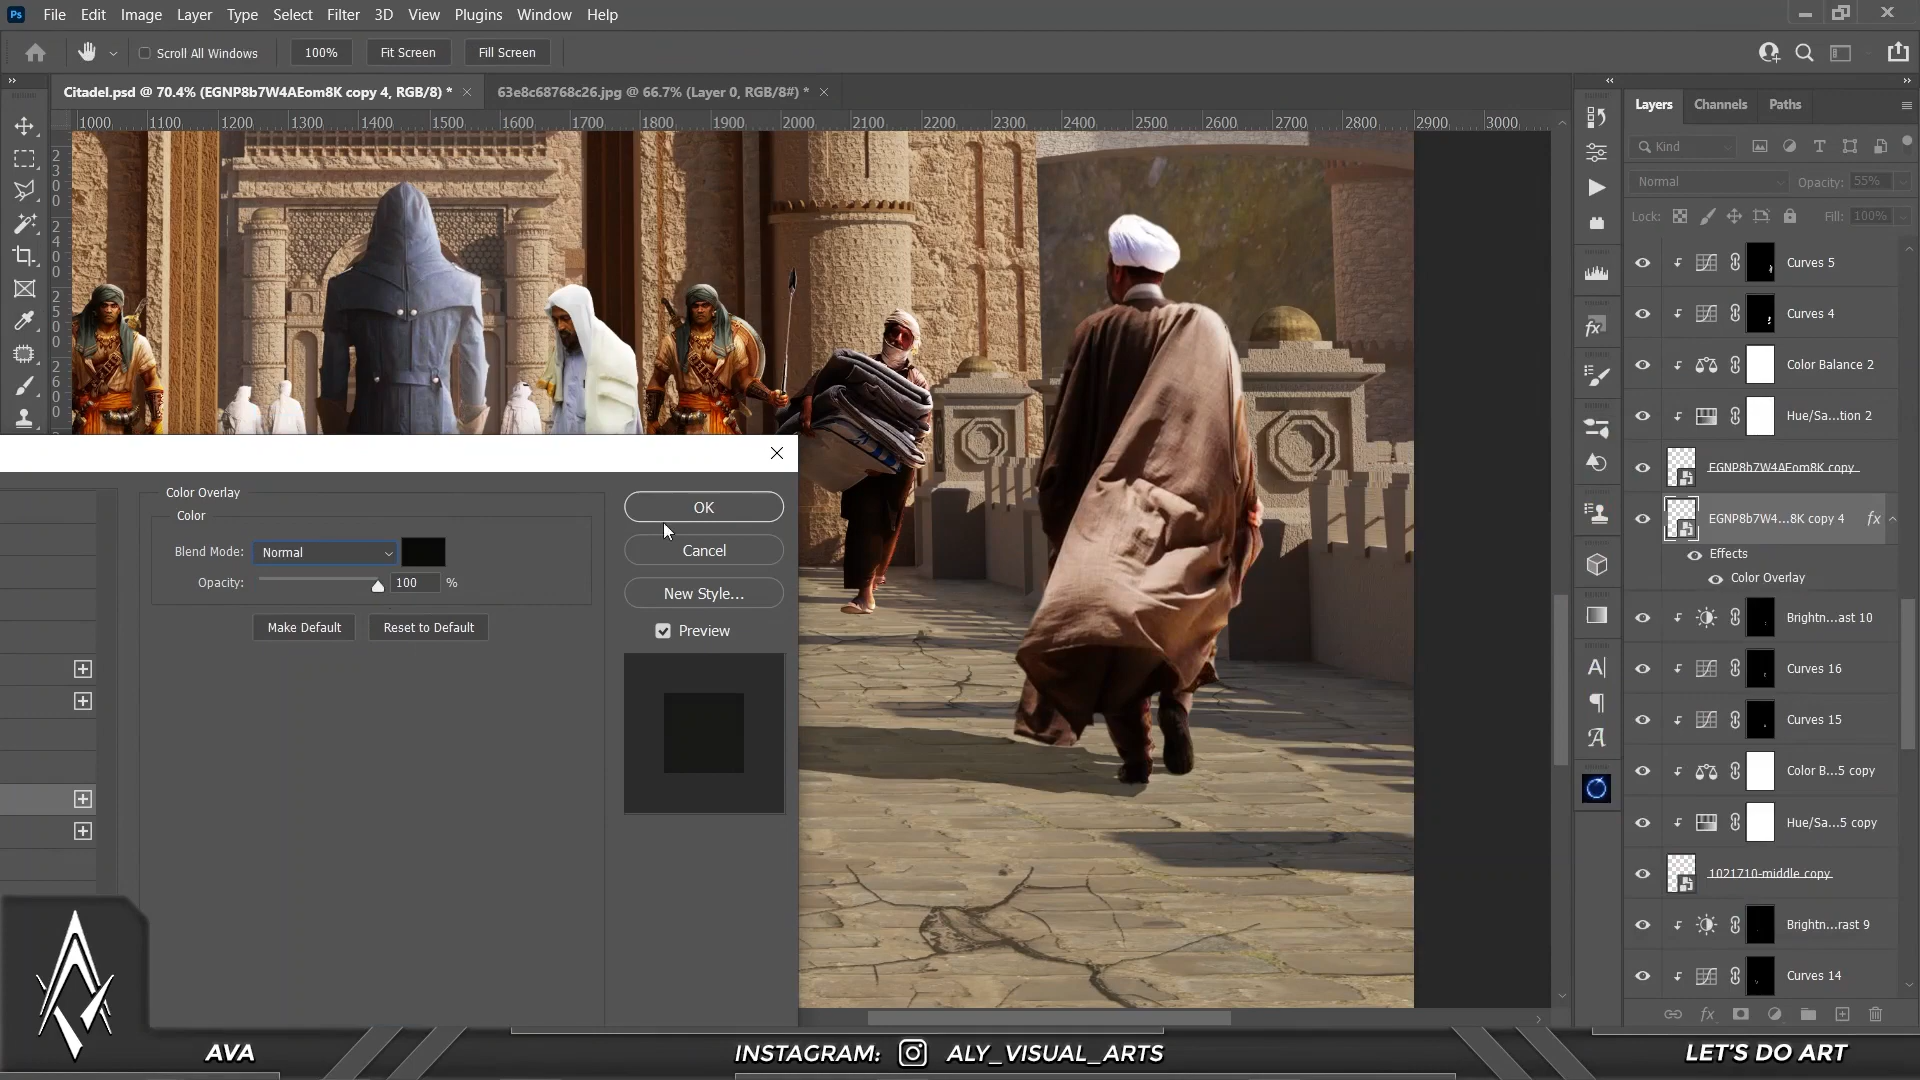 Ps File Edit Image Layer Type Select Filter 3D View Plugins Window Help
Scroll All Windows 100% Fit Screen Fill Screen
Citadel.psd @ 70.4% (EGNP8b7W4AEom8K copy 4, RGB/8) * 63e8c68768c26.jpg @ 66.7% (Layer 0, RGB/8#) *
1000 1100 1200 1300 1400 1500 1600 1700 1800 1900 2000 2100 2200 2300 2400 2500 2600 2700 2800 2900 3000
2300
2400
2500
2600
Layers Channels Paths
Kind
Normal Opacity: 55%
Lock: Fill: 100%
Curves 5
Curves 4
Color Balance 2
Hue/Sa...tion 2
EGNP8b7W4AEom8K copy
EGNP8b7W4...8K copy 4 fx
Effects
Color Overlay
Brightn...ast 10
Curves 16
Curves 15
Color B...5 copy
Hue/Sa...5 copy
1021710-middle copy
Brightn...rast 9
Curves 14
Color Overlay
Color
Blend Mode: Normal
Opacity: 100 %
Make Default Reset to Default
OK
Cancel
New Style...
Preview
AVA INSTAGRAM: ALY_VISUAL_ARTS LET'S DO ART